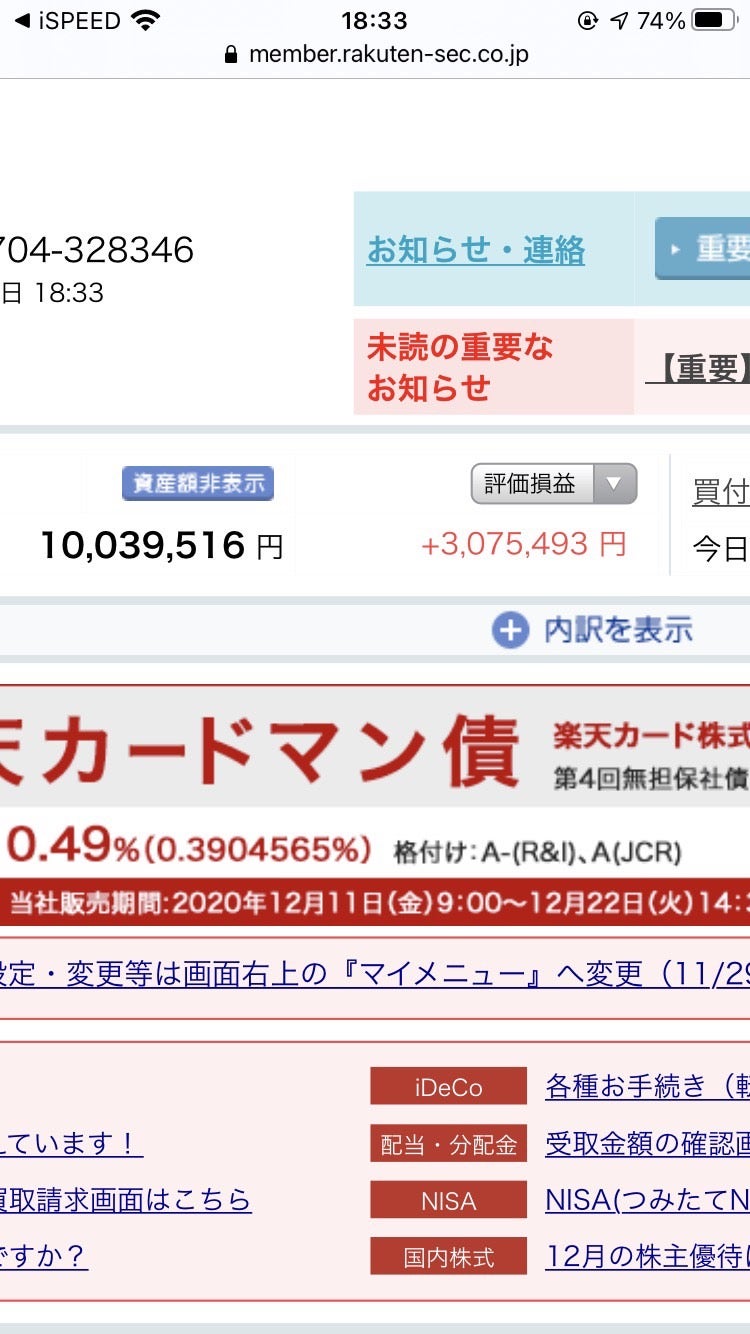 ◀ iSPEED 18:33 74%
member.rakuten-sec.co.jp
704-328346
日 18:33
お知らせ・連絡
重要
未読の重要な
お知らせ
【重要】
資産額非表示
評価損益 ▼
買付
10,039,516 円
+3,075,493 円
今日
内訳を表示
天カードマン債
楽天カード株式
第4回無担保社債
0.49%(0.3904565%)
格付け:A-(R&I)、A(JCR)
当社販売期間:2020年12月11日(金)9:00～12月22日(火)14:
設定・変更等は画面右上の『マイメニュー』へ変更（11/29
iDeCo 各種お手続き（転
ています！ 配当・分配金 受取金額の確認画
買取請求画面はこちら NISA NISA(つみたてN
ですか？ 国内株式 12月の株主優待